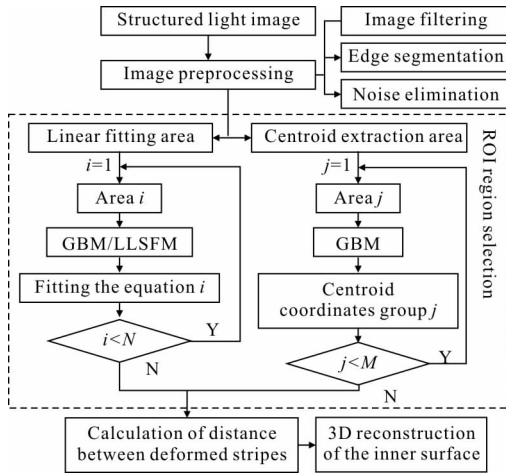 Structured light image
Image filtering
Image preprocessing
Edge segmentation
Noise elimination
Linear fitting area
Centroid extraction area
ROI region selection
i=1
j=1
Area i
Area j
GBM/LLSFM
GBM
Fitting the equation i
Centroid
coordinates group j
i<N
Y
N
j<M
Y
N
Calculation of distance
between deformed stripes
3D reconstruction
of the inner surface